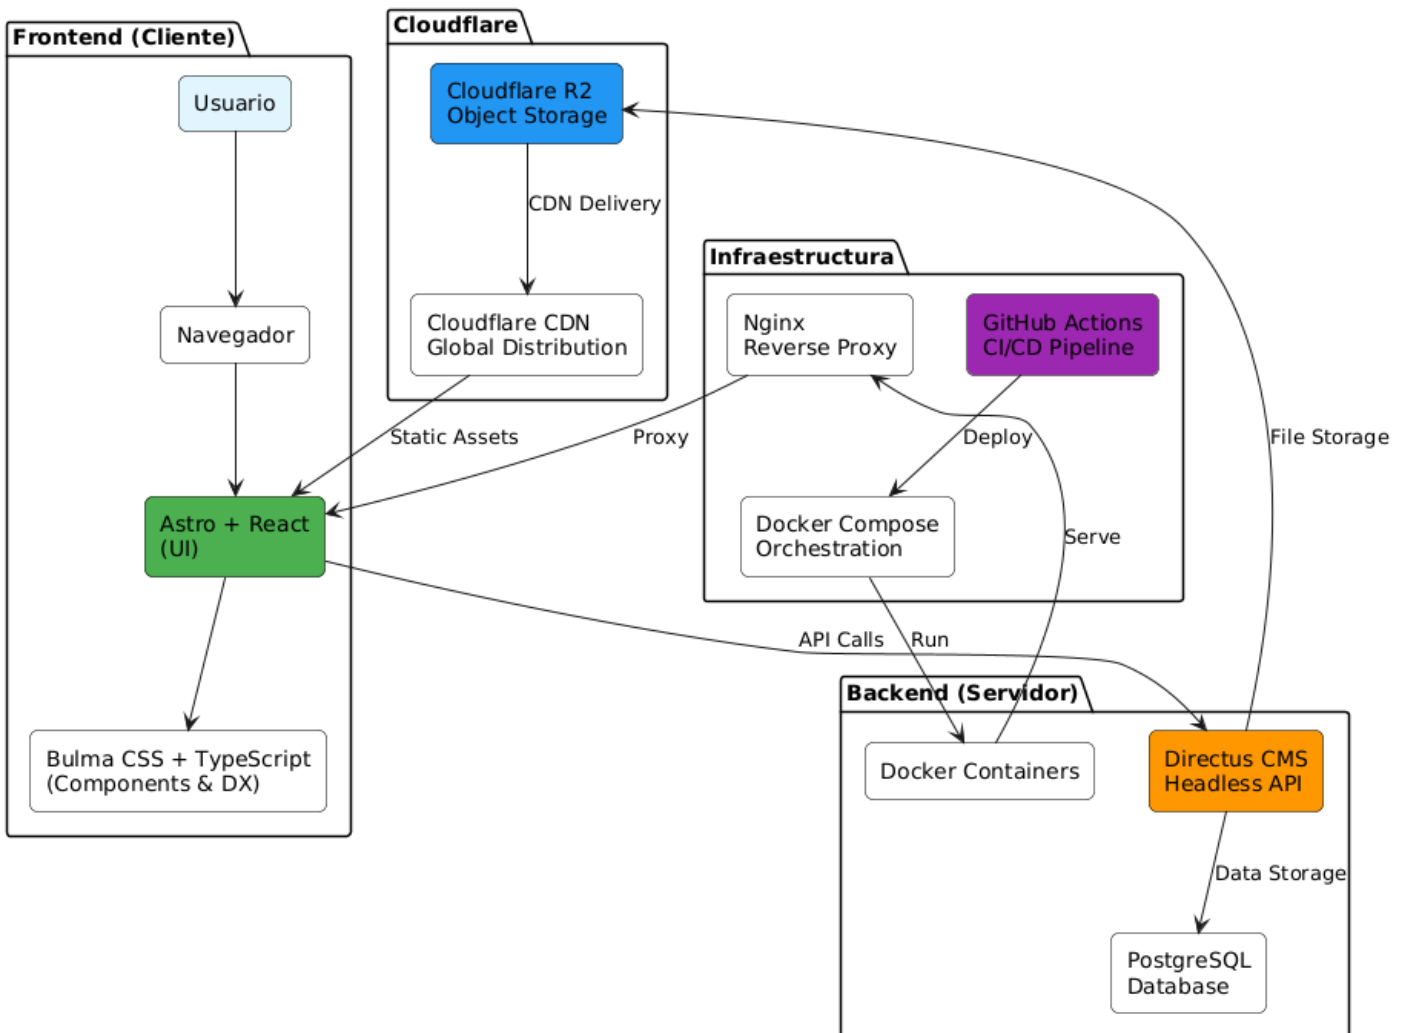 Frontend (Cliente)
Usuario
Navegador
Astro + React
(UI)
Bulma CSS + TypeScript
(Components & DX)
Cloudflare
Cloudflare R2
Object Storage
CDN Delivery
Cloudflare CDN
Global Distribution
Static Assets
Proxy
Infraestructura
Nginx
Reverse Proxy
GitHub Actions
CI/CD Pipeline
Deploy
Docker Compose
Orchestration
Serve
File Storage
API Calls
Run
Backend (Servidor)
Docker Containers
Directus CMS
Headless API
Data Storage
PostgreSQL
Database